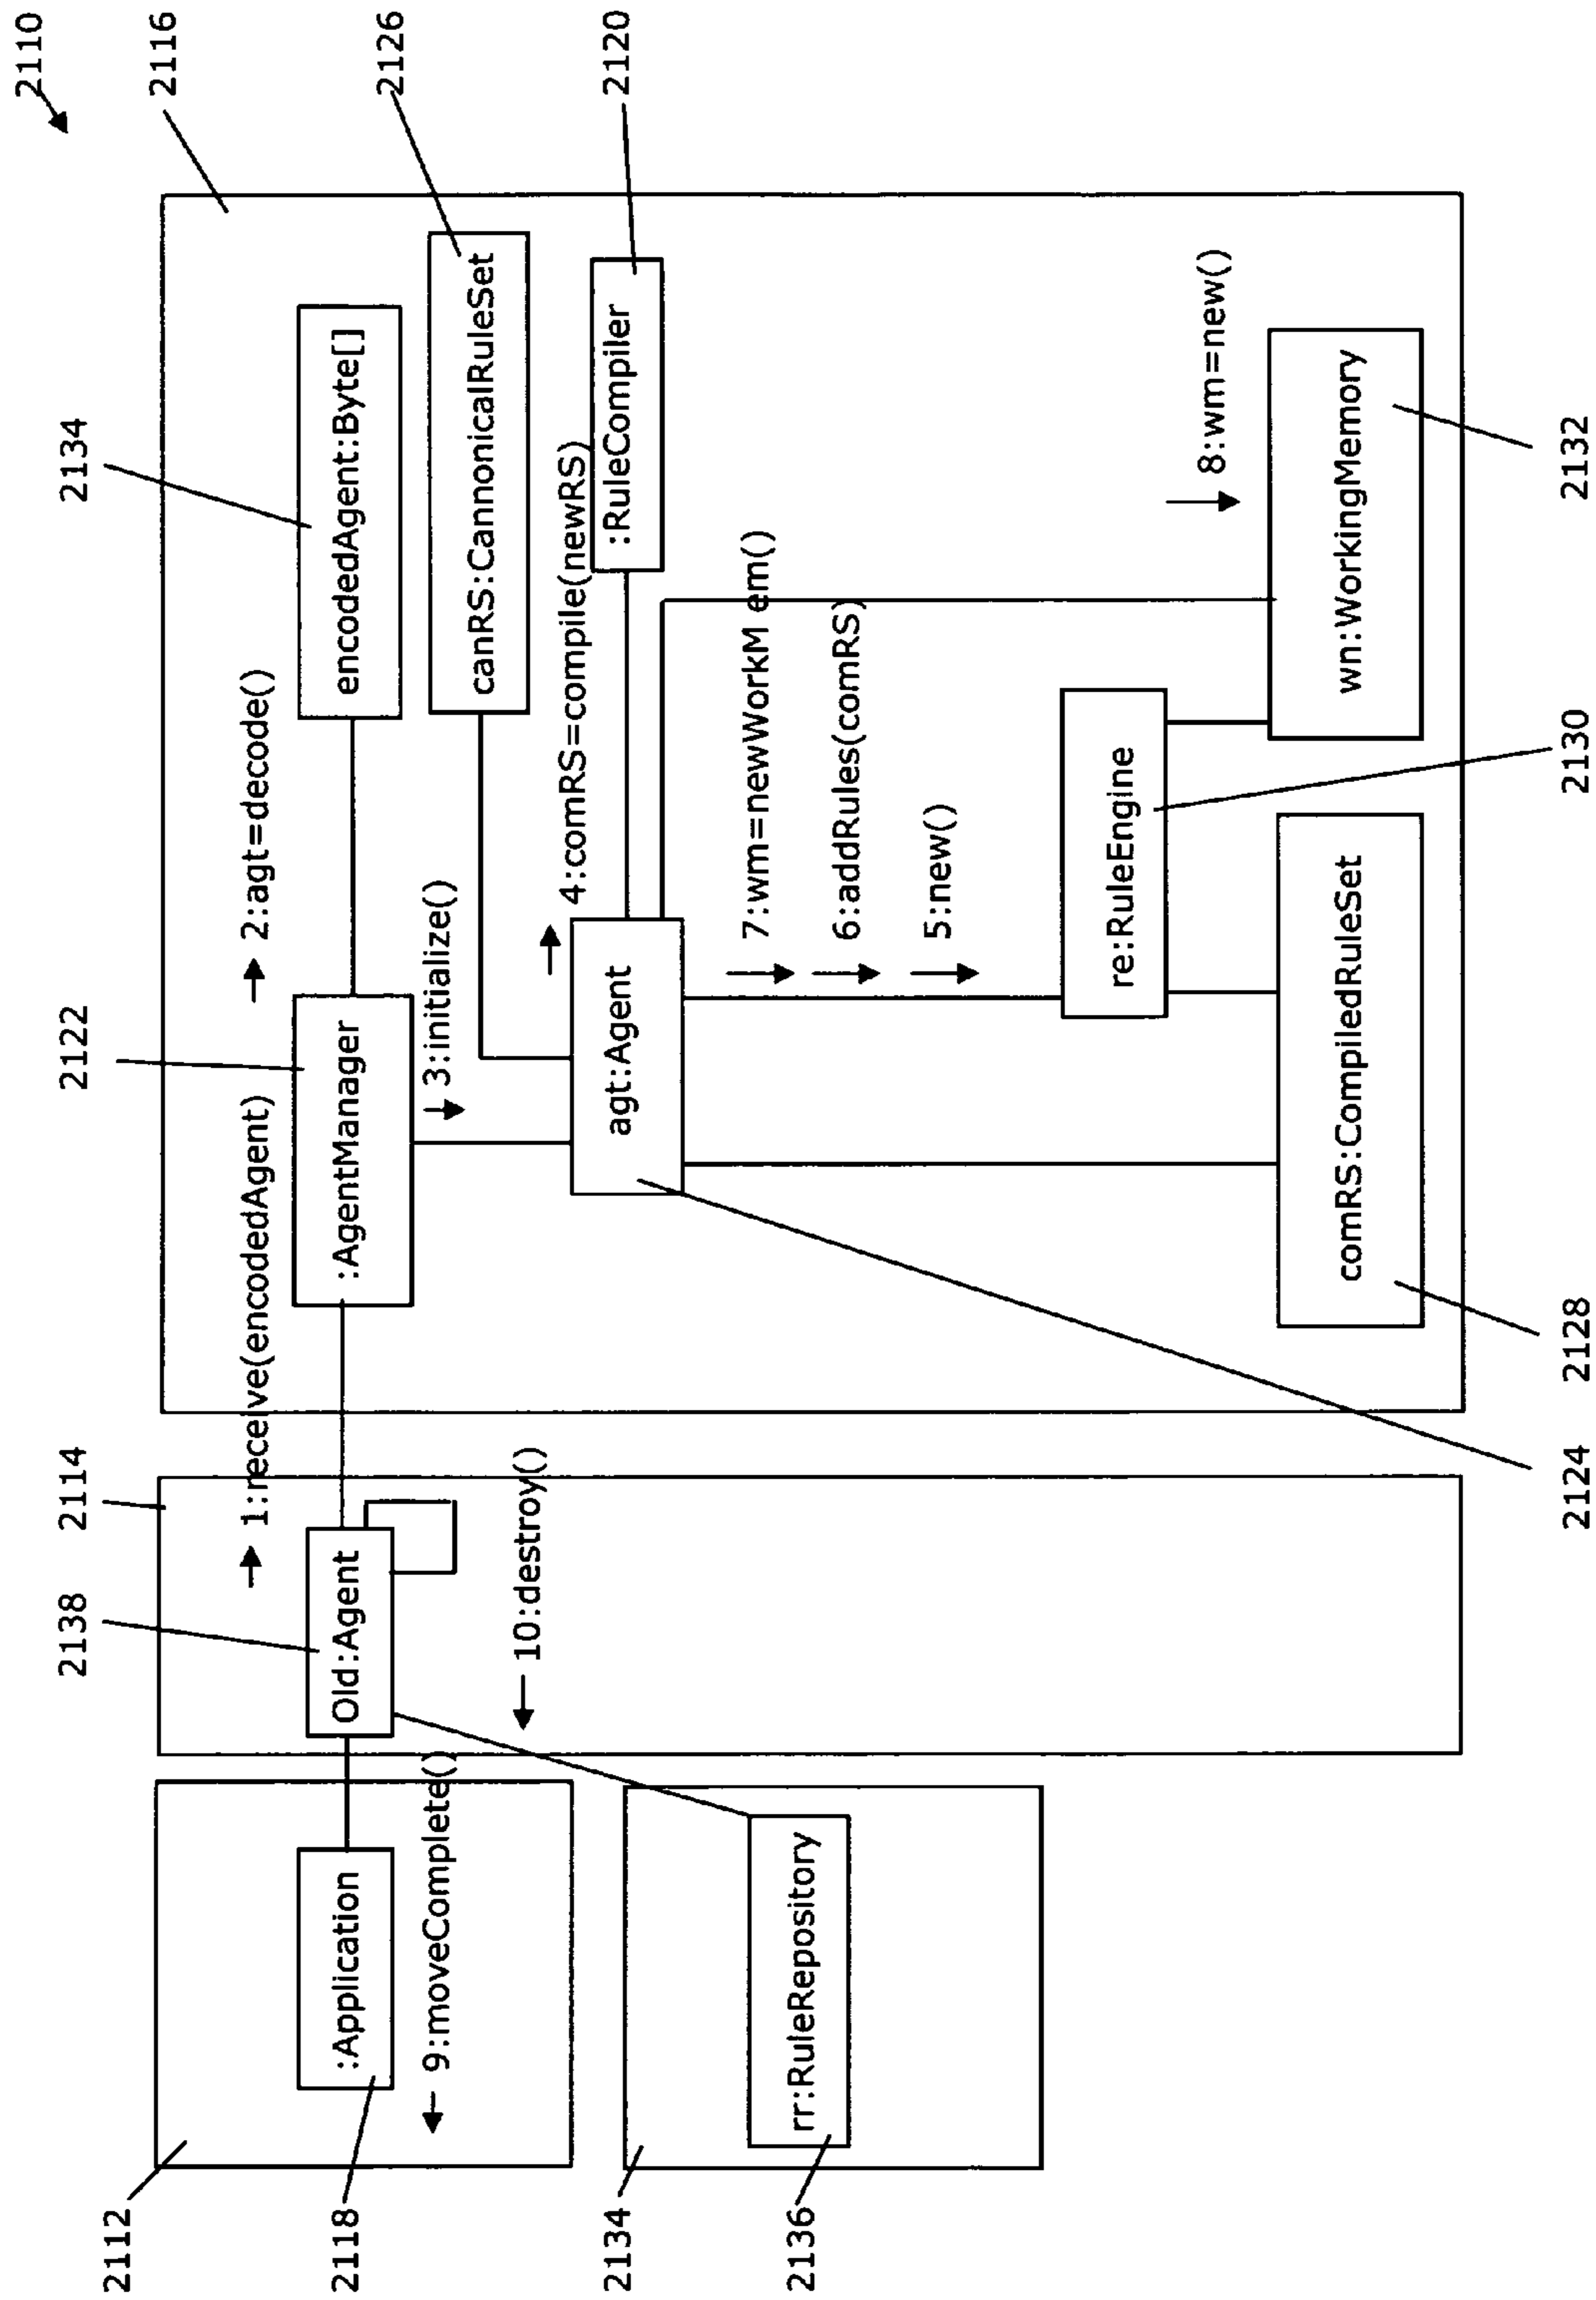 2110
2116
2126
2120
2134
encodedAgent:Byte[]
canRS:CannonicalRuleSet
:RuleCompiler
2:agt=decode()
4:comRS=compile(newRS)
8:wm=new()
wn:WorkingMemory
2132
2122
:AgentManager
3:initialize()
agt:Agent
7:wm=newWorkM em()
6:addRules(comRS)
5:new()
re:RuleEngine
2130
comRS:CompiledRuleSet
2128
2124
1:receive(encodedAgent)
2114
2138
Old:Agent
10:destroy()
:Application
9:moveComplete()
rr:RuleRepository
2112
2118
2134
2136